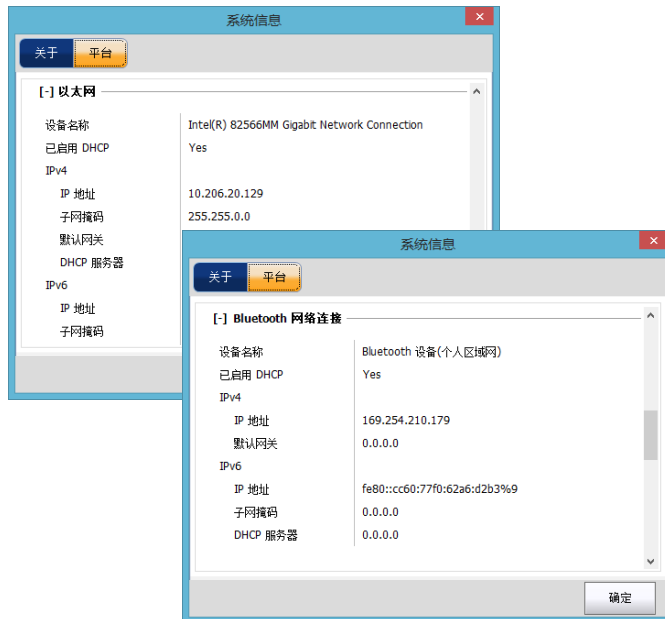 系统信息
关于 平台
[-] 以太网
设备名称 Intel(R) 82566MM Gigabit Network Connection
已启用 DHCP Yes
IPv4
IP 地址 10.206.20.129
子网掩码 255.255.0.0
默认网关
DHCP 服务器
IPv6
IP 地址
子网掩码
系统信息
关于 平台
[-] Bluetooth 网络连接
设备名称 Bluetooth 设备(个人区域网)
已启用 DHCP Yes
IPv4
IP 地址 169.254.210.179
默认网关 0.0.0.0
IPv6
IP 地址 fe80::cc60:77f0:62a6:d2b3%9
子网掩码 0.0.0.0
DHCP 服务器 0.0.0.0
确定